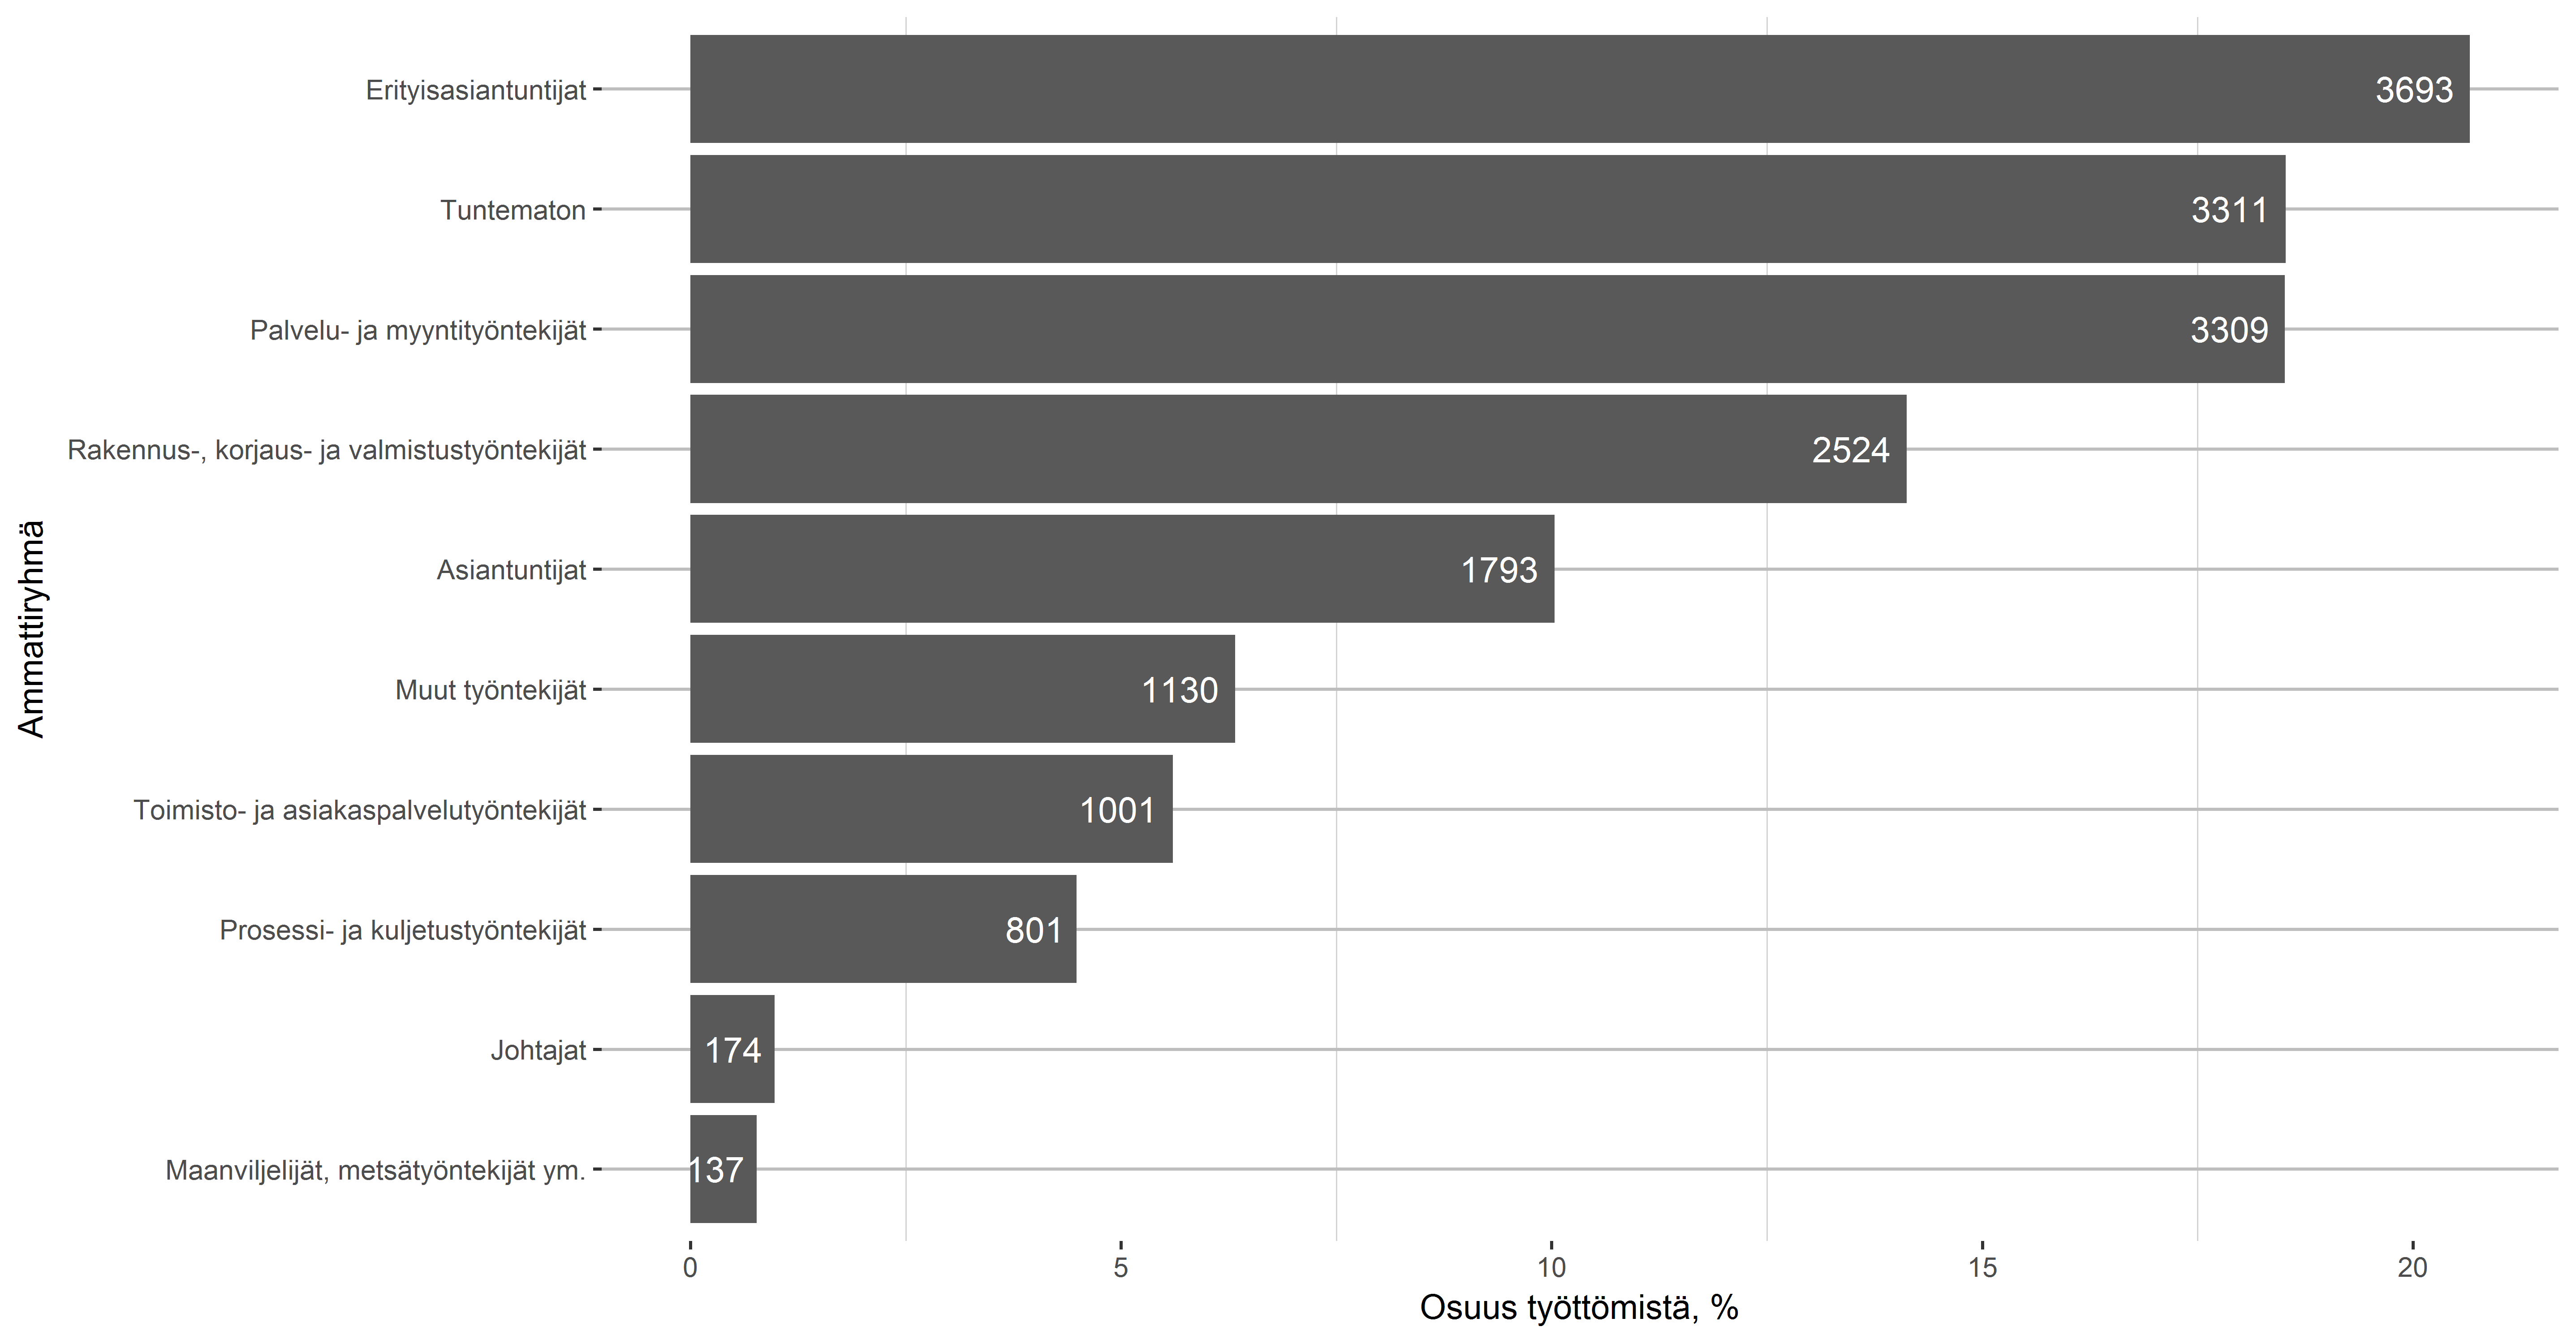 Ammattiryhmä
Erityisasiantuntijat 3693
Tuntematon 3311
Palvelu- ja myyntityöntekijät 3309
Rakennus-, korjaus- ja valmistustyöntekijät 2524
Asiantuntijat 1793
Muut työntekijät 1130
Toimisto- ja asiakaspalvelutyöntekijät 1001
Prosessi- ja kuljetustyöntekijät 801
Johtajat 174
Maanviljelijät, metsätyöntekijät ym. 137
0 5 10 15 20
Osuus työttömistä, %